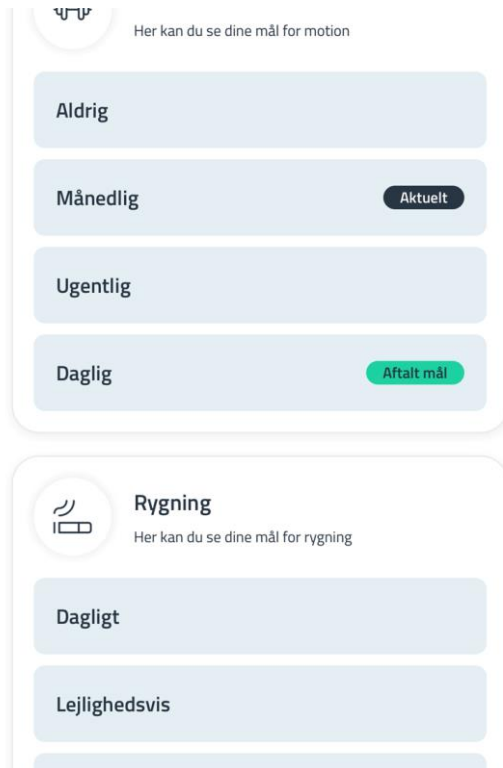 Her kan du se dine mål for motion
Aldrig
Månedlig
Aktuelt
Ugentlig
Daglig
Aftalt mål
Rygning
Her kan du se dine mål for rygning
Dagligt
Lejlighedsvis